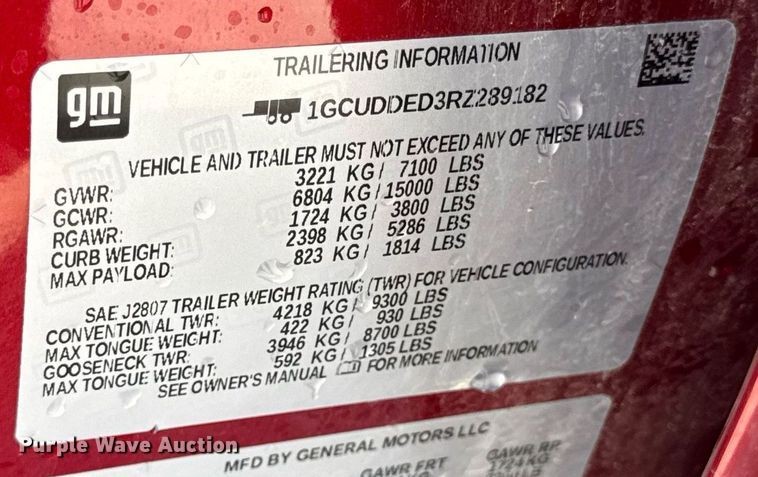 gm
TRAILERING INFORMATION
1GCUDDED3RZ289182
VEHICLE AND TRAILER MUST NOT EXCEED ANY OF THESE VALUES.
GVWR: 3221 KG/ 7100 LBS
GCWR: 6804 KG/15000 LBS
RGAWR: 1724 KG/ 3800 LBS
CURB WEIGHT: 2398 KG/ 5286 LBS
MAX PAYLOAD: 823 KG/ 1814 LBS
SAE J2807 TRAILER WEIGHT RATING (TWR) FOR VEHICLE CONFIGURATION.
CONVENTIONAL TWR: 4218 KG/ 9300 LBS
MAX TONGUE WEIGHT: 422 KG/ 930 LBS
GOOSENECK TWR: 3946 KG/ 8700 LBS
MAX TONGUE WEIGHT: 592 KG/ 1305 LBS
SEE OWNER'S MANUAL FOR MORE INFORMATION
Purple Wave Auction
MFD BY GENERAL MOTORS LLC
GAWR FRT GAWR RR
1724 KG